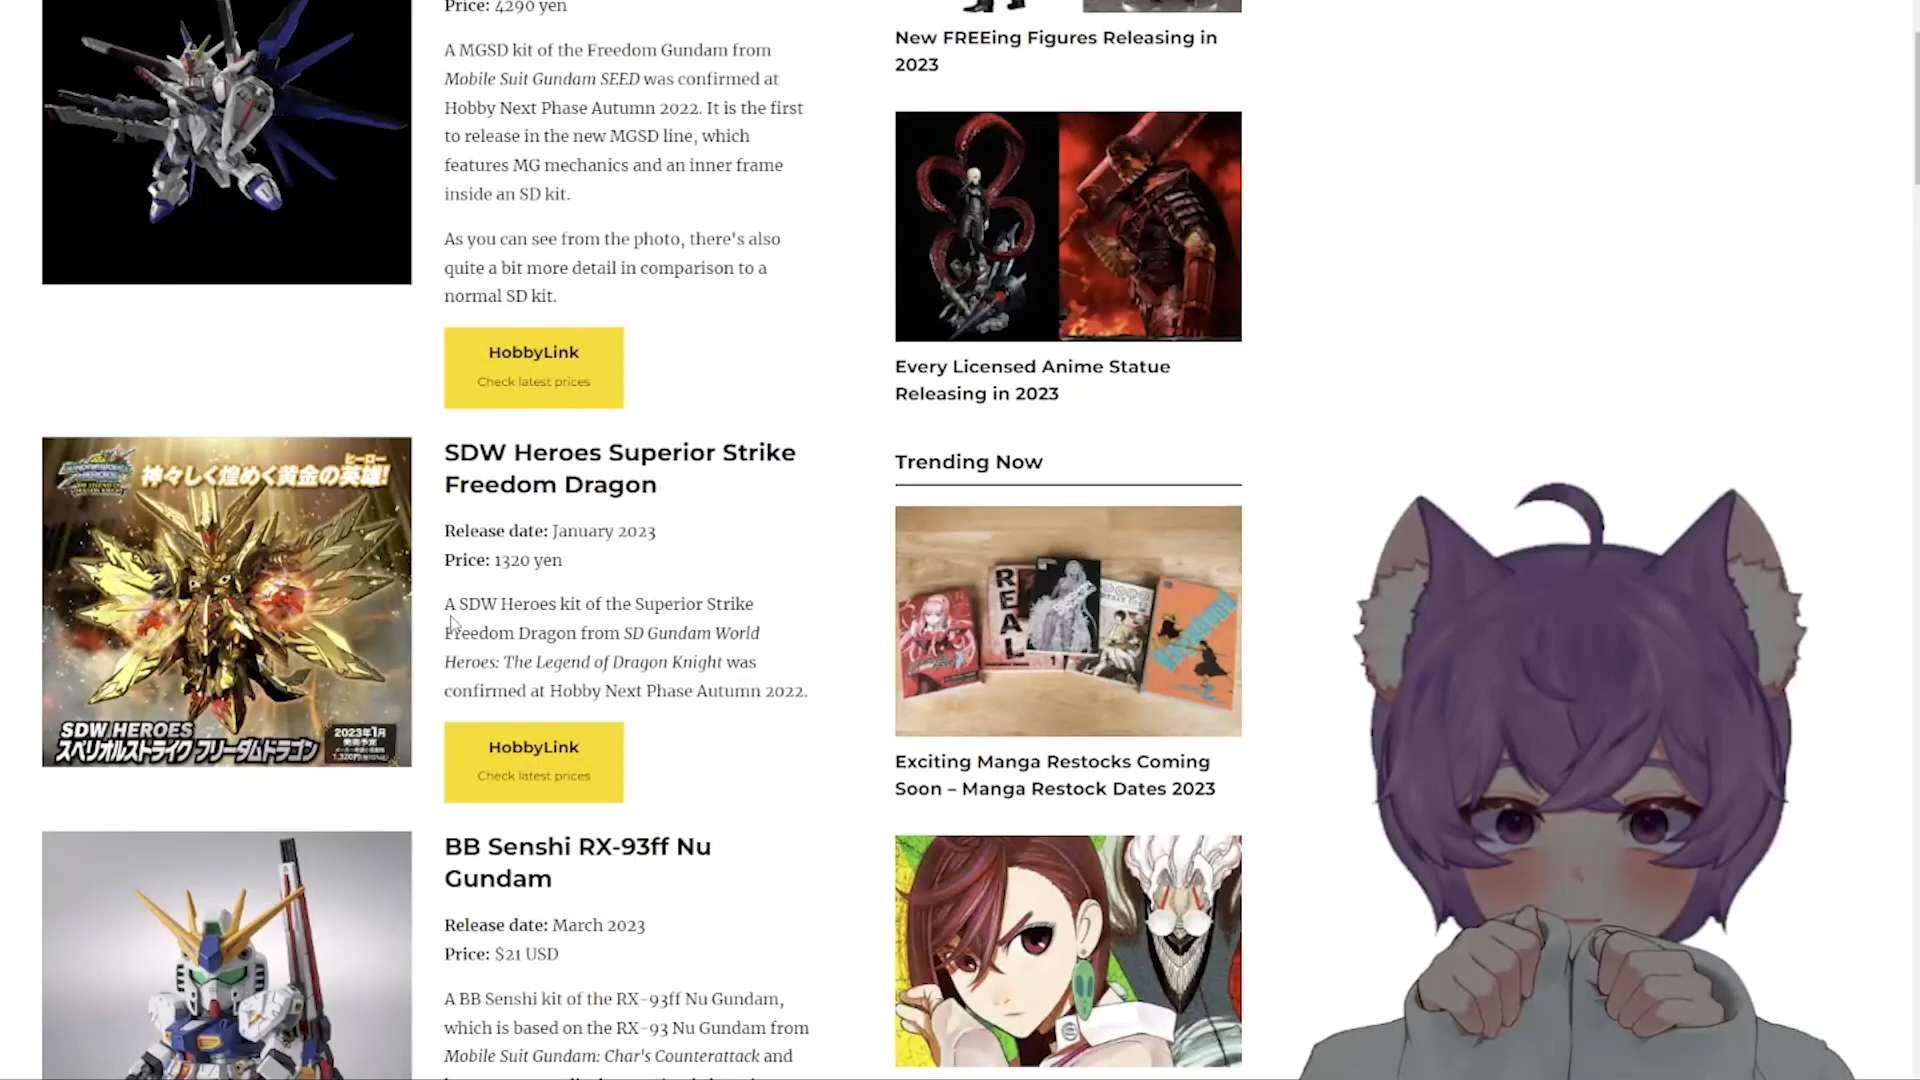 Price: 4290 yen
A MGSD kit of the Freedom Gundam from
Mobile Suit Gundam SEED was confirmed at
Hobby Next Phase Autumn 2022. It is the first
to release in the new MGSD line, which
features MG mechanics and an inner frame
inside an SD kit.
As you can see from the photo, there's also
quite a bit more detail in comparison to a
normal SD kit.
HobbyLink
Check latest prices
神々しく煌めく黄金の英雄!
ヒーロー
SDW HEROES
スペリオルストライクフリーダムドラゴン
2023年1月
SDW Heroes Superior Strike
Freedom Dragon
Release date: January 2023
Price: 1320 yen
A SDW Heroes kit of the Superior Strike
Freedom Dragon from SD Gundam World
Heroes: The Legend of Dragon Knight was
confirmed at Hobby Next Phase Autumn 2022.
HobbyLink
Check latest prices
BB Senshi RX-93ff Nu
Gundam
Release date: March 2023
Price: $21 USD
A BB Senshi kit of the RX-93ff Nu Gundam,
which is based on the RX-93 Nu Gundam from
Mobile Suit Gundam: Char's Counterattack and
New FREEing Figures Releasing in
2023
Every Licensed Anime Statue
Releasing in 2023
Trending Now
REAL
Exciting Manga Restocks Coming
Soon – Manga Restock Dates 2023